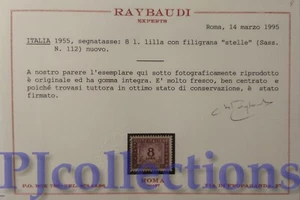 RAYBAUDI
EXPERTS
Roma, 14 marzo 1995
ITALIA 1955, segnatasse: 8 l. lilla con filigrana "stelle" (Sass.
N. 112) nuovo.
A nostro parere l'esemplare qui sotto fotograficamente riprodotto
è originale ed ha gomma integra. E' molto fresco, ben centrato e
poiché trovasi tuttora in ottimo stato di conservazione, è stato
firmato.
8
PJcollections
ROMA